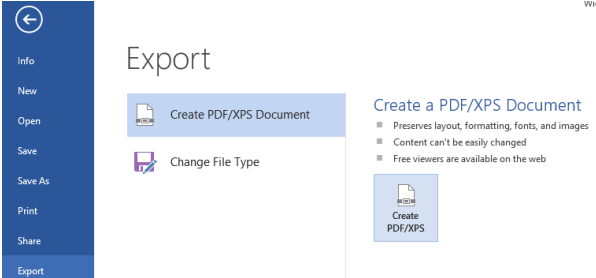 Info
New
Open
Save
Save As
Print
Share
Export
Export
Create PDF/XPS Document
Change File Type
Create a PDF/XPS Document
Preserves layout, formatting, fonts, and images
Content can't be easily changed
Free viewers are available on the web
Create
PDF/XPS